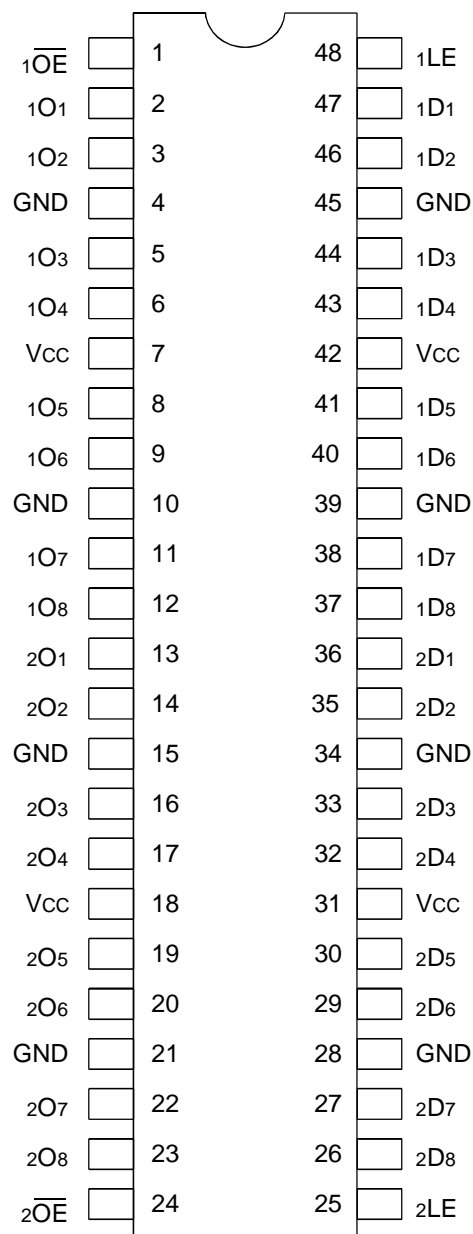 1O̅E̅ 1 48 1LE
1O1 2 47 1D1
1O2 3 46 1D2
GND 4 45 GND
1O3 5 44 1D3
1O4 6 43 1D4
VCC 7 42 VCC
1O5 8 41 1D5
1O6 9 40 1D6
GND 10 39 GND
1O7 11 38 1D7
1O8 12 37 1D8
2O1 13 36 2D1
2O2 14 35 2D2
GND 15 34 GND
2O3 16 33 2D3
2O4 17 32 2D4
VCC 18 31 VCC
2O5 19 30 2D5
2O6 20 29 2D6
GND 21 28 GND
2O7 22 27 2D7
2O8 23 26 2D8
2O̅E̅ 24 25 2LE